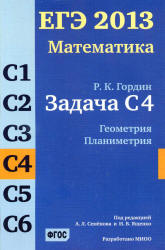 ЕГЭ 2013
Математика
С1
С2
С3
С4
С5
С6
Р. К. Гордин
Задача С4
Геометрия
Планиметрия
Под редакцией
А. Л. Семёнова и И. В. Ященко
ФГОС
Разработано МИОО